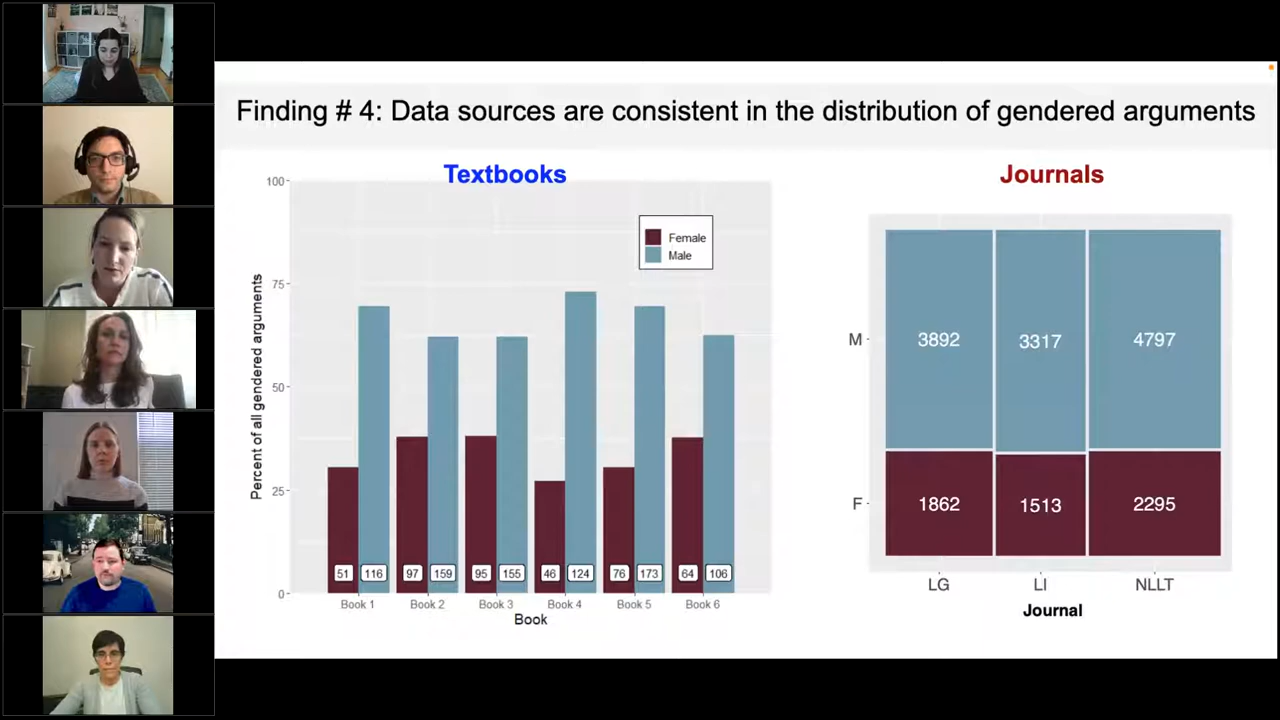 Finding # 4: Data sources are consistent in the distribution of gendered arguments
Textbooks
Percent of all gendered arguments
100
75
50
25
0
Female
Male
51 116 97 159 95 155 46 124 76 173 64 106
Book 1 Book 2 Book 3 Book 4 Book 5 Book 6
Book
Journals
M
F
3892 3317 4797
1862 1513 2295
LG LI NLLT
Journal